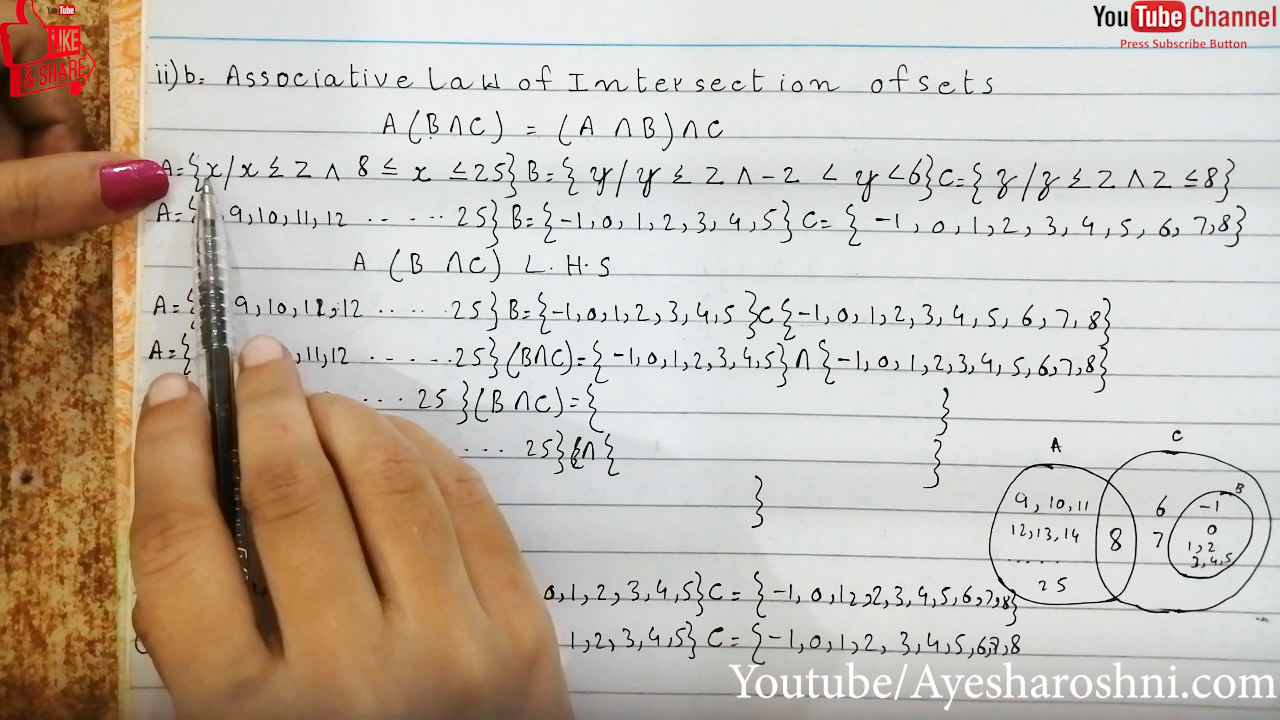 YouTube
LIKE
& SHARE
YouTube Channel
Press Subscribe Button
ii)b: Associative Law of Intersection of sets
A(B∩C) = (A∩B)∩C
A={x/x ≤ Z ∧ 8 ≤ x ≤25} B={y/y ≤ Z ∧ -2 < y <6} C={z/z ≤ Z ∧ Z ≤8}
A={ 9,10,11,12 ...... 25} B={-1,0,1,2,3,4,5} C= {-1,0,1,2,3,4,5,6,7,8}
A (B∩C) L.H.S
A={ 9,10,12,12 ..... 25} B={-1,0,1,2,3,4,5}C{-1,0,1,2,3,4,5,6,7,8}
A={ ,11,12 ......25}(B∩C)={-1,0,1,2,3,4,5}∩{-1,0,1,2,3,4,5,6,7,8}
... 25}(B∩C)={ }
... 25}{∩{ }
}
A C
B
9,10,11 6 -1
12,13,14 8 7 0
...... 1,2
3,4,5
25
0,1,2,3,4,5}C={-1,0,12,2,3,4,5,6,7,8}
1,2,3,4,5} C={-1,0,1,2,3,4,5,6,7,8
Youtube/Ayesharoshni.com